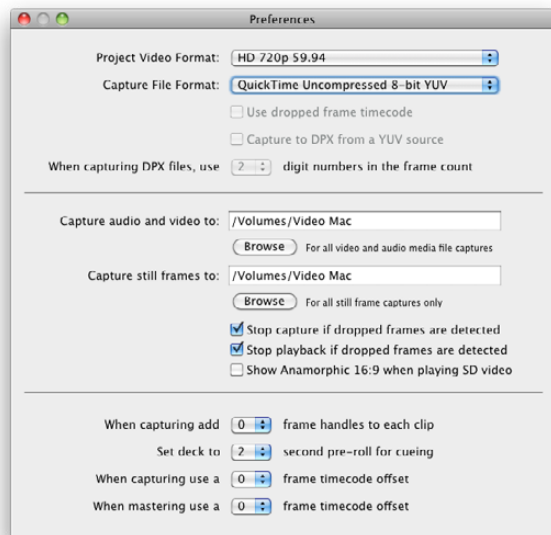 Preferences
Project Video Format: HD 720p 59.94
Capture File Format: QuickTime Uncompressed 8-bit YUV
Use dropped frame timecode
Capture to DPX from a YUV source
When capturing DPX files, use 2 digit numbers in the frame count
Capture audio and video to: /Volumes/Video Mac
Browse For all video and audio media file captures
Capture still frames to: /Volumes/Video Mac
Browse For all still frame captures only
Stop capture if dropped frames are detected
Stop playback if dropped frames are detected
Show Anamorphic 16:9 when playing SD video
When capturing add 0 frame handles to each clip
Set deck to 2 second pre-roll for cueing
When capturing use a 0 frame timecode offset
When mastering use a 0 frame timecode offset